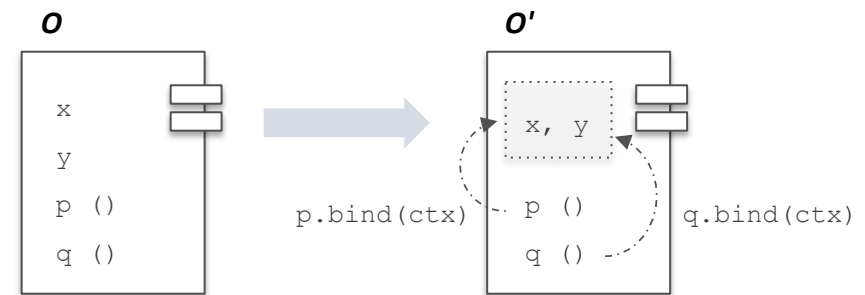 O
x
y
p ()
q ()
O'
x, y
p ()
q ()
p.bind(ctx)
q.bind(ctx)